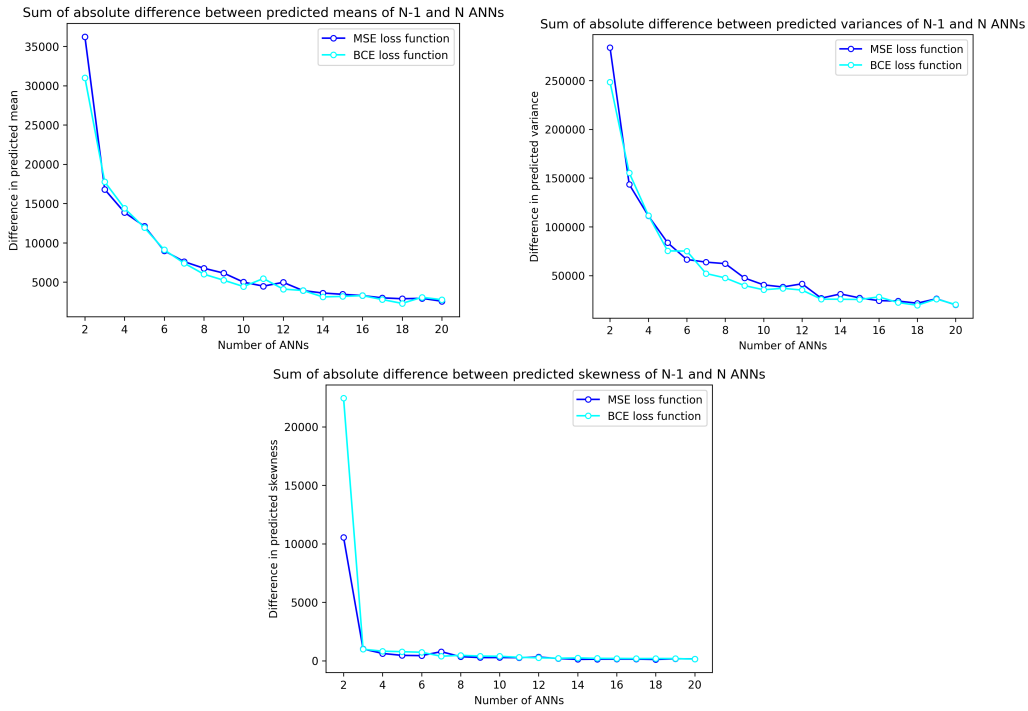 Sum of absolute difference between predicted means of N-1 and N ANNs
MSE loss function
BCE loss function
Difference in predicted mean
35000
30000
25000
20000
15000
10000
5000
2 4 6 8 10 12 14 16 18 20
Number of ANNs
Sum of absolute difference between predicted variances of N-1 and N ANNs
MSE loss function
BCE loss function
Difference in predicted variance
250000
200000
150000
100000
50000
2 4 6 8 10 12 14 16 18 20
Number of ANNs
Sum of absolute difference between predicted skewness of N-1 and N ANNs
MSE loss function
BCE loss function
Difference in predicted skewness
20000
15000
10000
5000
0
2 4 6 8 10 12 14 16 18 20
Number of ANNs